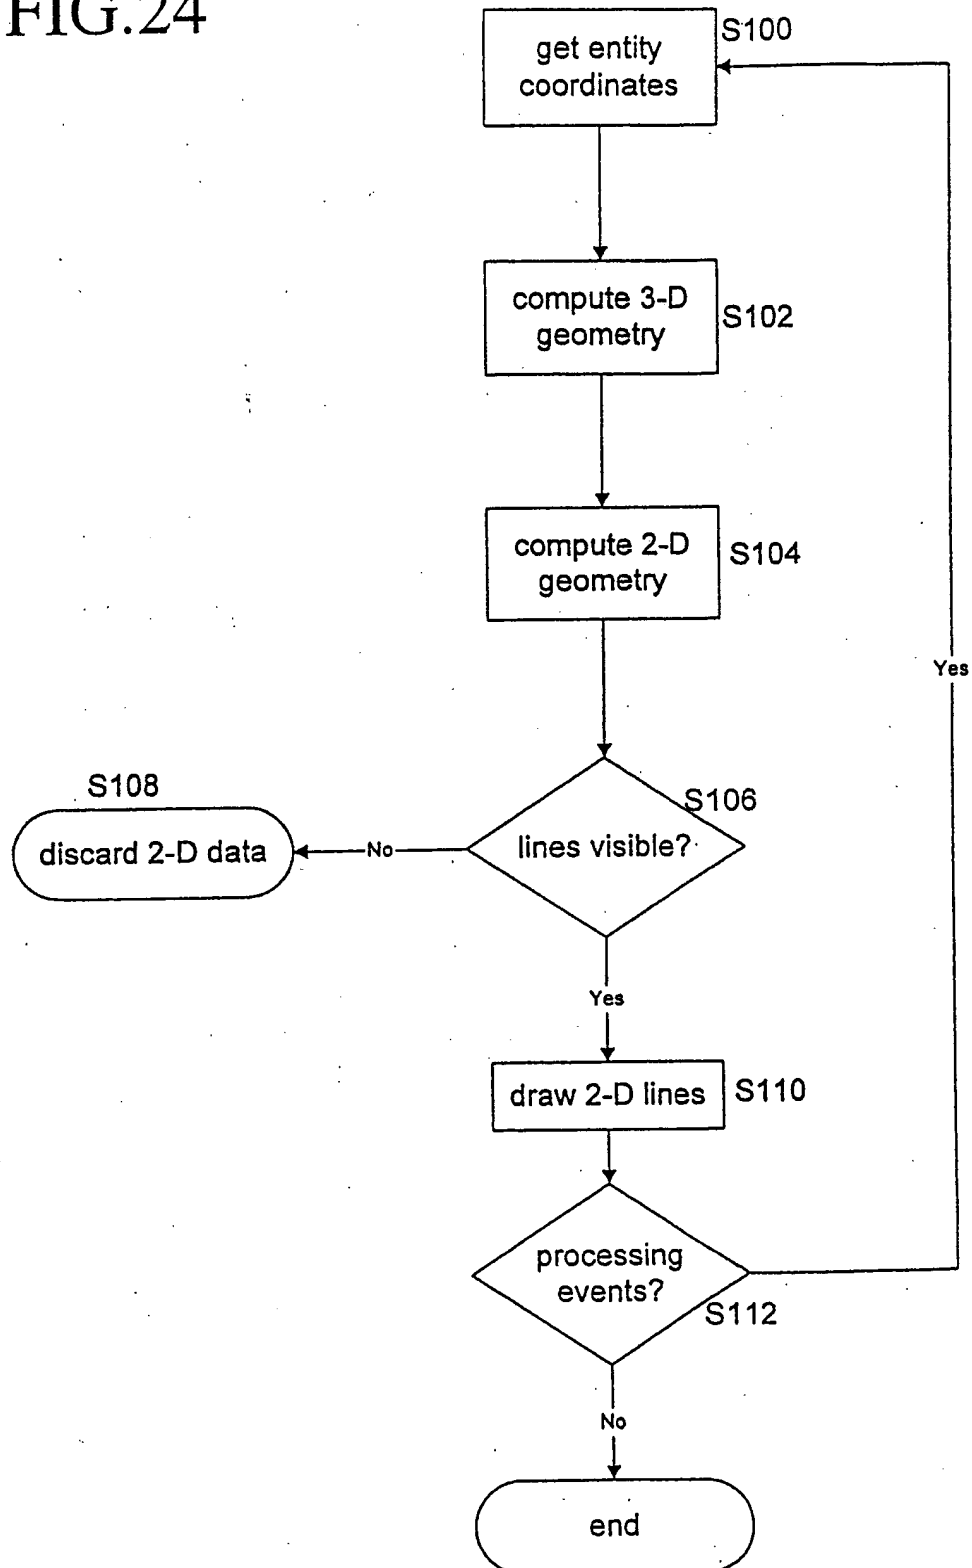 FIG.24
get entity
coordinates
S100
compute 3-D
geometry
S102
compute 2-D
geometry
S104
Yes
S108
discard 2-D data
No
S106
lines visible?
Yes
draw 2-D lines
S110
processing
events?
S112
No
end